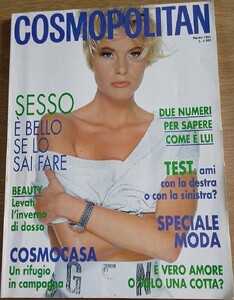 COSMOPOLITAN
SESSO
È BELLO
SE LO
SAI FARE
DUE NUMERI
PER SAPERE
COME È LUI
TEST: ami
con la destra
o con la sinistra?
BEAUTY
Levati
l'inverno
di dosso
SPECIALE
MODA
COSMOCASA
Un rifugio
in campagna
È VERO AMORE
O SOLO UNA COTTA?